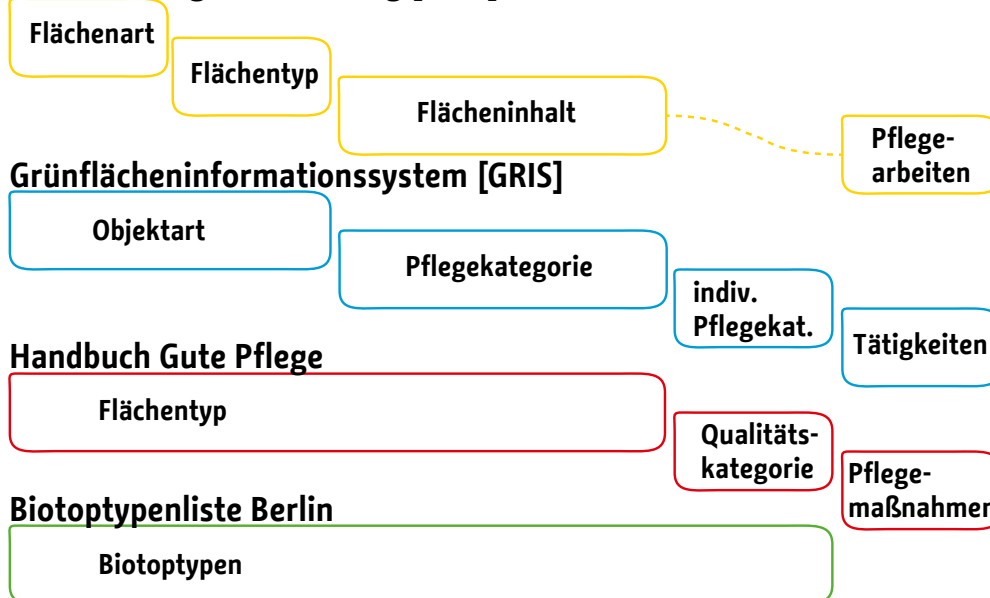 Flächenart
Flächentyp
Flächeninhalt
Pflege-
arbeiten
Grünflächeninformationssystem [GRIS]
Objektart
Pflegekategorie
indiv.
Pflegekat.
Tätigkeiten
Handbuch Gute Pflege
Flächentyp
Qualitäts-
kategorie
Pflege-
maßnahmen
Biotoptypenliste Berlin
Biotoptypen